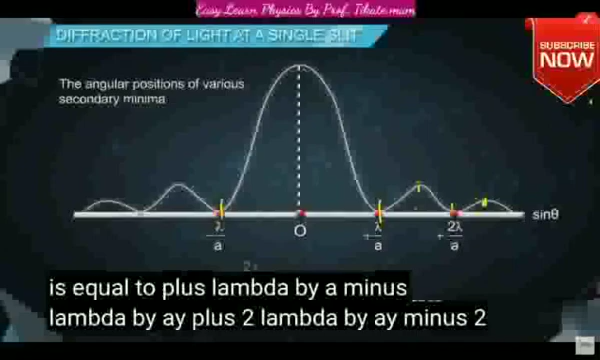 Easy Learn Physics By Prof. Tikate mam
DIFFRACTION OF LIGHT AT A SINGLE SLIT
SUBSCRIBE
NOW
The angular positions of various
secondary minima
sinθ
− λ/a
O
+ λ/a
+ 2λ/a
is equal to plus lambda by a minus
lambda by ay plus 2 lambda by ay minus 2